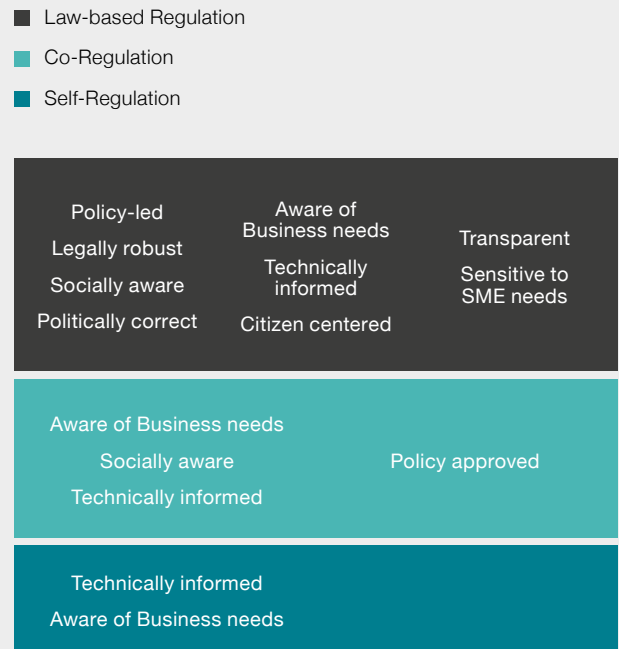 Law-based Regulation
Co-Regulation
Self-Regulation
Policy-led
Legally robust
Socially aware
Politically correct
Aware of
Business needs
Technically
informed
Citizen centered
Transparent
Sensitive to
SME needs
Aware of Business needs
Socially aware
Technically informed
Policy approved
Technically informed
Aware of Business needs